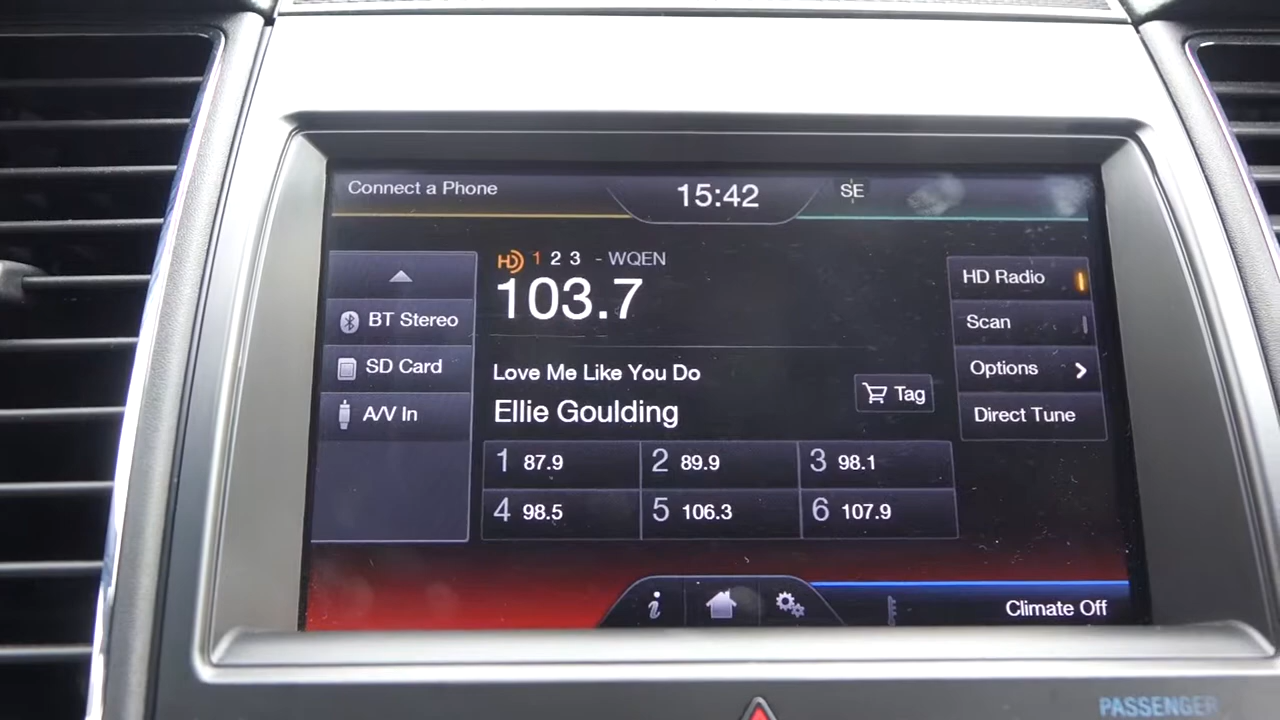 Connect a Phone
15:42
SE
HD 1 2 3 - WQEN
103.7
BT Stereo
SD Card
A/V In
Love Me Like You Do
Ellie Goulding
Tag
HD Radio
Scan
Options
Direct Tune
1 87.9
2 89.9
3 98.1
4 98.5
5 106.3
6 107.9
i
Climate Off
PASSENGER